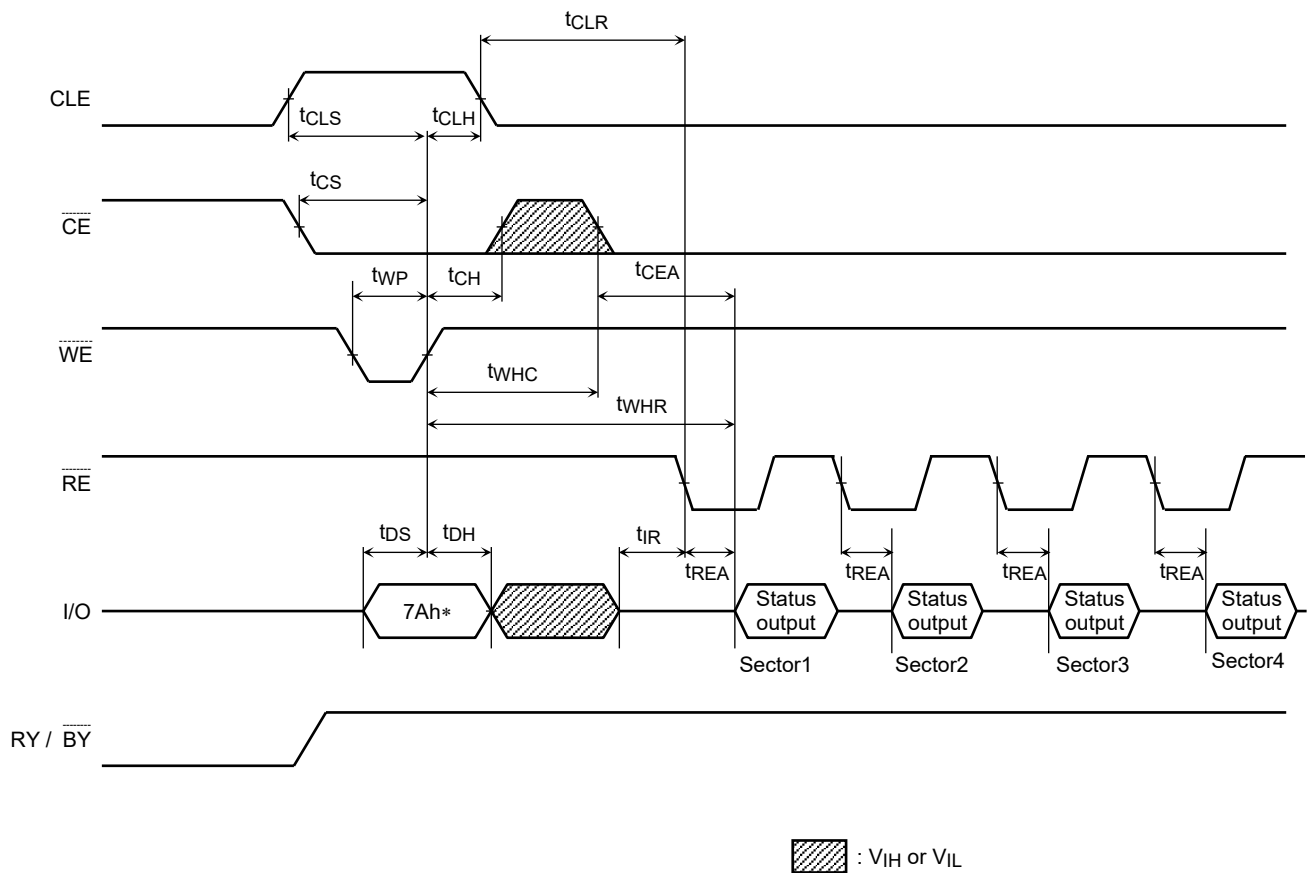 tCLR
CLE
tCLS
tCLH
tCS
CE
tWP
tCH
tCEA
WE
tWHC
tWHR
RE
tDS
tDH
tIR
tREA
tREA
tREA
tREA
I/O
7Ah*
Status output
Status output
Status output
Status output
Sector1
Sector2
Sector3
Sector4
RY / BY
: VIH or VIL